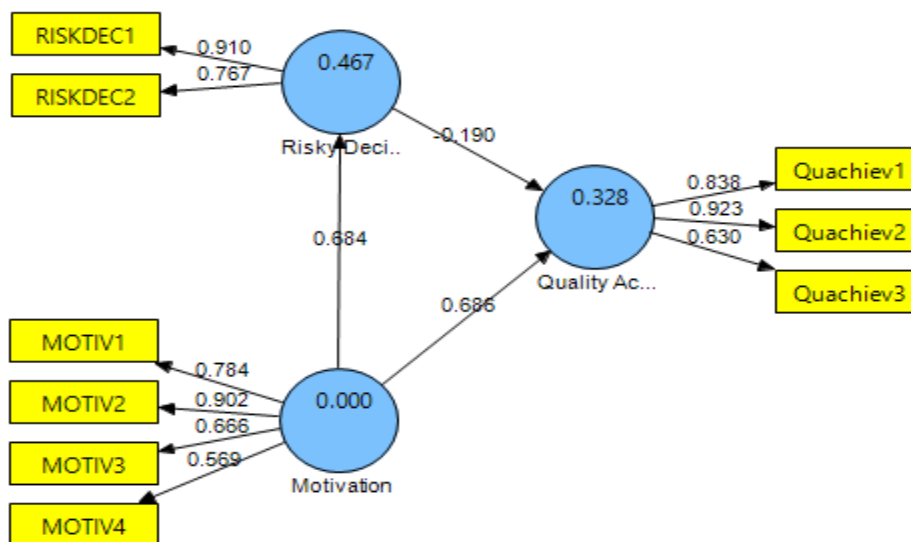 RISKDEC1
0.910
0.467
RISKDEC2
0.767
Risky Deci..
-0.190
0.684
0.328
Quality Ac...
0.838
Quachiev1
0.923
Quachiev2
0.630
Quachiev3
0.686
MOTIV1
0.784
MOTIV2
0.902
0.000
MOTIV3
0.666
0.569
MOTIV4
Motivation